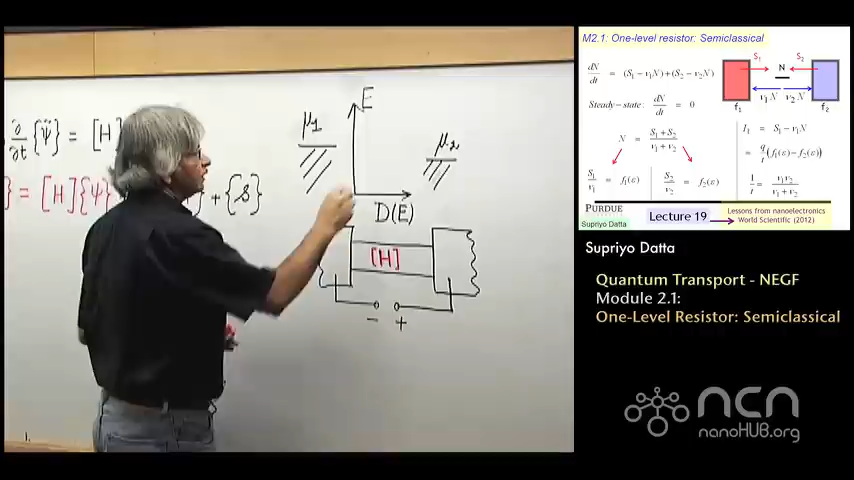 ∂/∂t {Ψ} = [H]
} = [H]{Ψ} + {S}
μ1
E
μ2
D(E)
[H]
− +
M2.1: One-level resistor: Semiclassical
dN/dt = (S1 − ν1N) + (S2 − ν2N)
Steady-state: dN/dt = 0
N = (S1 + S2)/(ν1 + ν2)
S1/ν1 = f1(ε)
S2/ν2 = f2(ε)
S1 N S2
ν1 N ν2 N
f1 f2
I1 = S1 − ν1N
= q/t (f1(ε) − f2(ε))
1/t = ν1ν2/(ν1 + ν2)
PURDUE
Supriyo Datta
Lecture 19
Lessons from nanoelectronics
World Scientific (2012)
Supriyo Datta
Quantum Transport - NEGF
Module 2.1:
One-Level Resistor: Semiclassical
ncn
nanoHUB.org